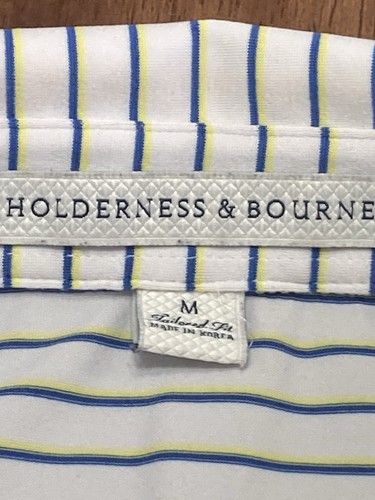 HOLDERNESS & BOURNE
M
Tailored Fit
MADE IN KOREA